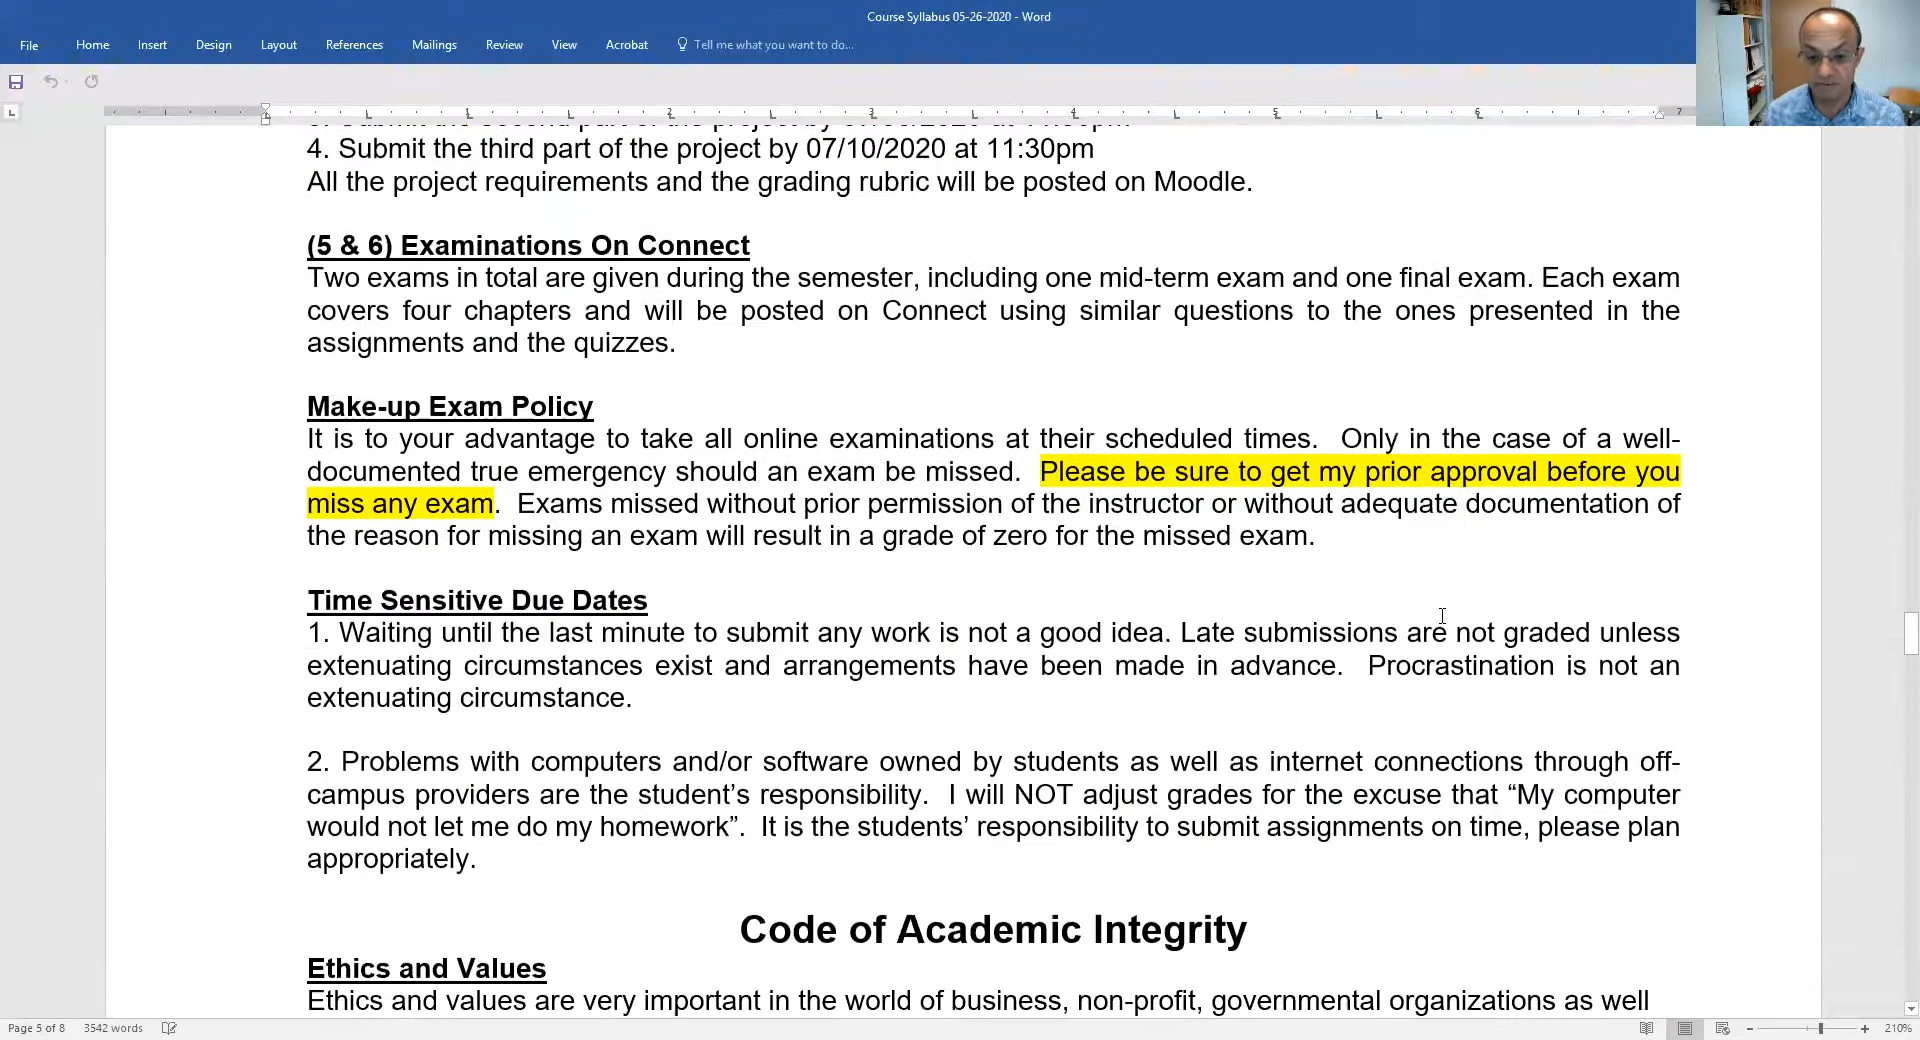 Course Syllabus 05-26-2020 - Word
File Home Insert Design Layout References Mailings Review View Acrobat Tell me what you want to do...
L
1 2 3 4 5 6 7
4. Submit the third part of the project by 07/10/2020 at 11:30pm
All the project requirements and the grading rubric will be posted on Moodle.
(5 & 6) Examinations On Connect
Two exams in total are given during the semester, including one mid-term exam and one final exam. Each exam
covers four chapters and will be posted on Connect using similar questions to the ones presented in the
assignments and the quizzes.
Make-up Exam Policy
It is to your advantage to take all online examinations at their scheduled times. Only in the case of a well-
documented true emergency should an exam be missed. Please be sure to get my prior approval before you
miss any exam. Exams missed without prior permission of the instructor or without adequate documentation of
the reason for missing an exam will result in a grade of zero for the missed exam.
Time Sensitive Due Dates
1. Waiting until the last minute to submit any work is not a good idea. Late submissions are not graded unless
extenuating circumstances exist and arrangements have been made in advance. Procrastination is not an
extenuating circumstance.
2. Problems with computers and/or software owned by students as well as internet connections through off-
campus providers are the student’s responsibility. I will NOT adjust grades for the excuse that “My computer
would not let me do my homework”. It is the students’ responsibility to submit assignments on time, please plan
appropriately.
Code of Academic Integrity
Ethics and Values
Ethics and values are very important in the world of business, non-profit, governmental organizations as well
Page 5 of 8 3542 words 210%